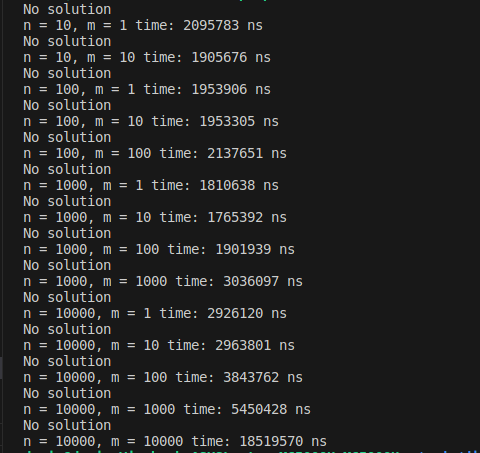 No solution
n = 10, m = 1 time: 2095783 ns
No solution
n = 10, m = 10 time: 1905676 ns
No solution
n = 100, m = 1 time: 1953906 ns
No solution
n = 100, m = 10 time: 1953305 ns
No solution
n = 100, m = 100 time: 2137651 ns
No solution
n = 1000, m = 1 time: 1810638 ns
No solution
n = 1000, m = 10 time: 1765392 ns
No solution
n = 1000, m = 100 time: 1901939 ns
No solution
n = 1000, m = 1000 time: 3036097 ns
No solution
n = 10000, m = 1 time: 2926120 ns
No solution
n = 10000, m = 10 time: 2963801 ns
No solution
n = 10000, m = 100 time: 3843762 ns
No solution
n = 10000, m = 1000 time: 5450428 ns
No solution
n = 10000, m = 10000 time: 18519570 ns